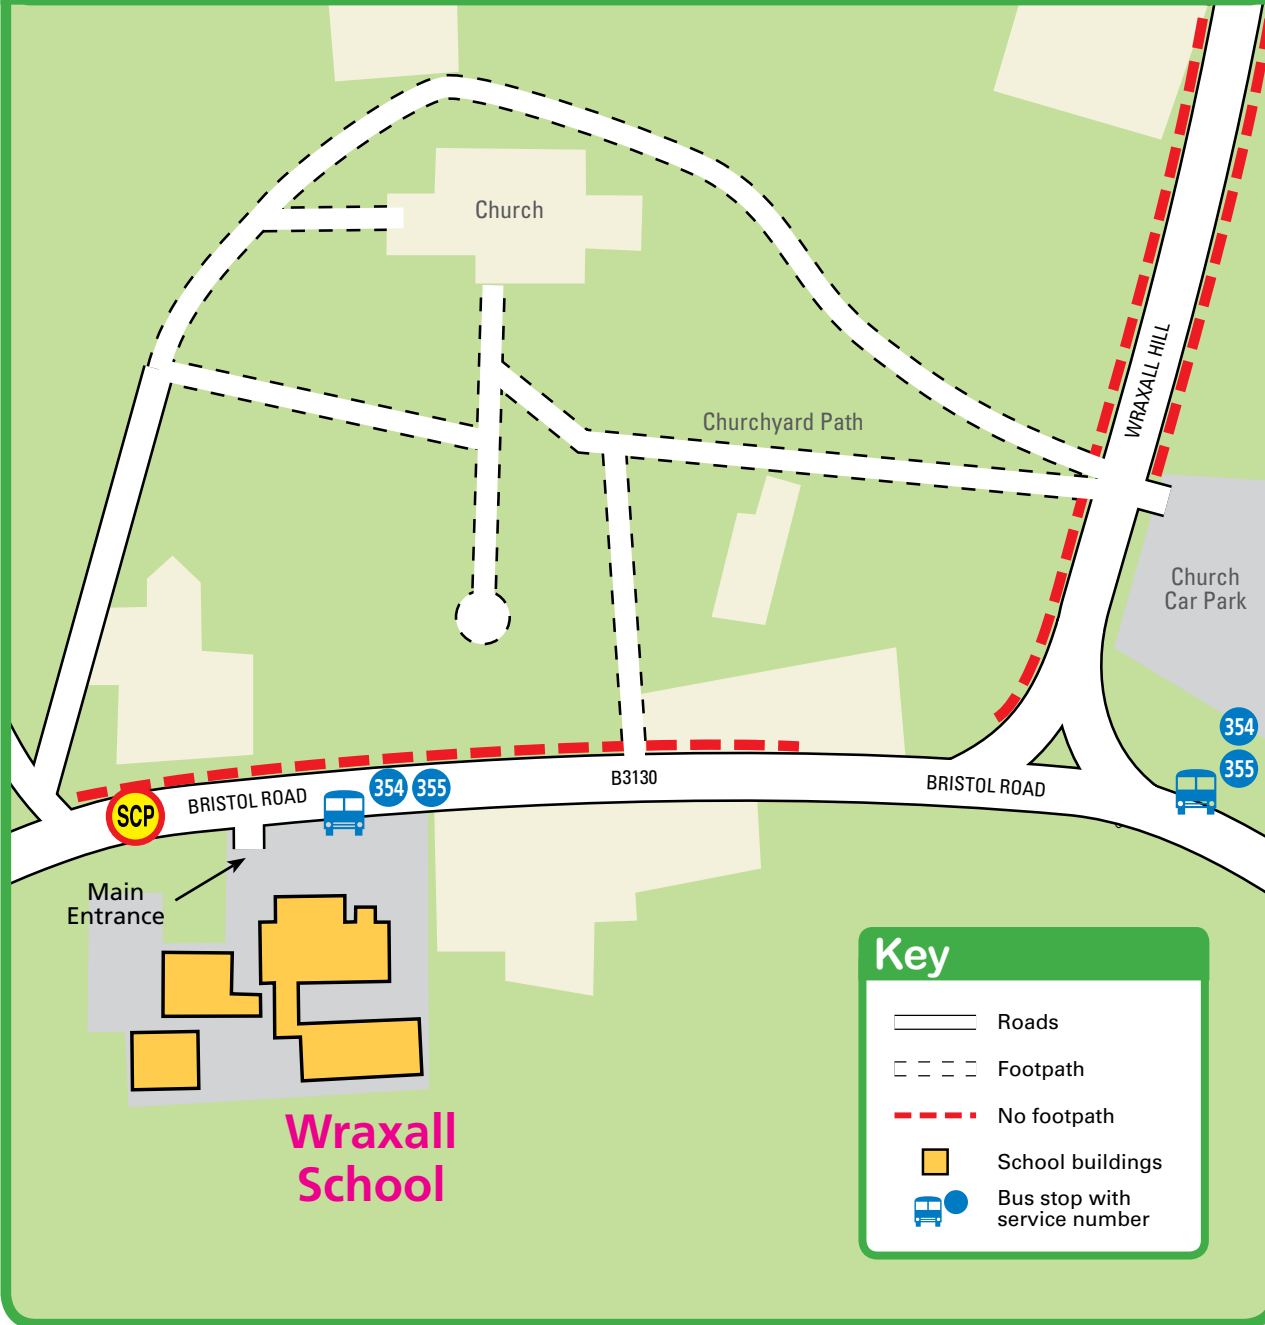 Church
WRAXALL HILL
Churchyard Path
Church
Car Park
354
355
354 355
B3130
BRISTOL ROAD
BRISTOL ROAD
SCP
Main
Entrance
Wraxall
School
Key
Roads
Footpath
No footpath
School buildings
Bus stop with
service number